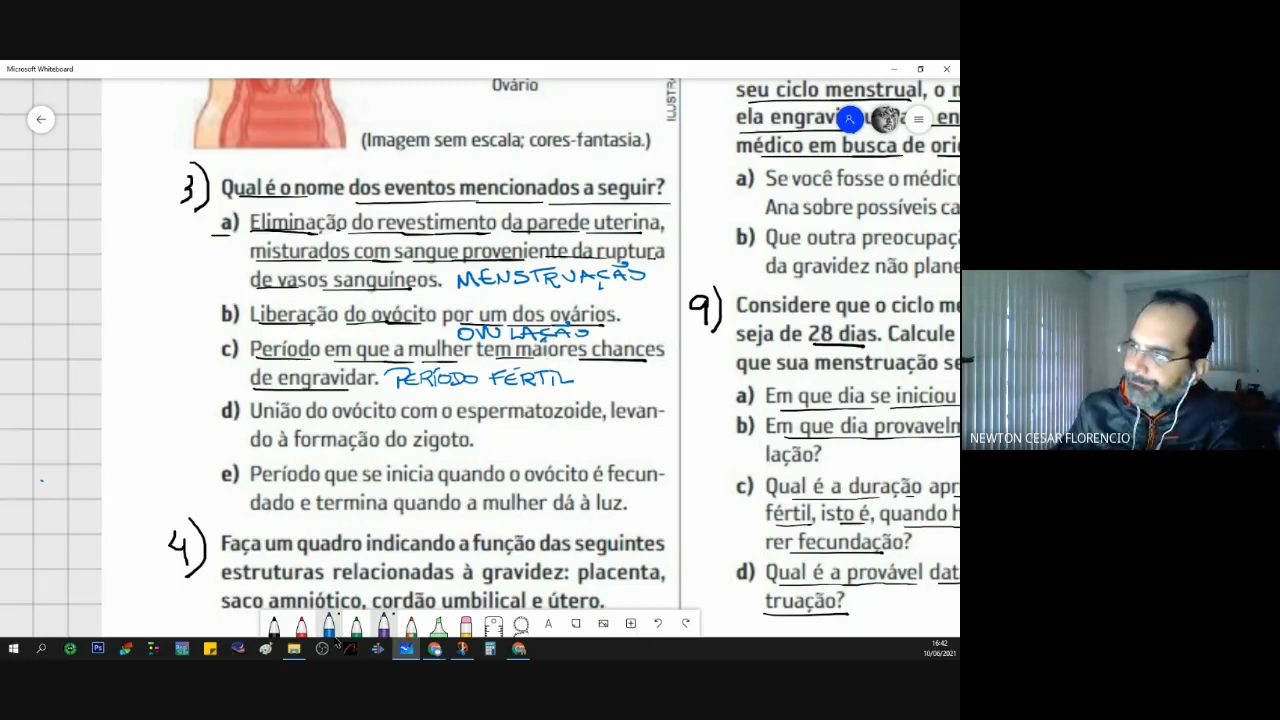 Microsoft Whiteboard
Ovário
ILUSTRA
(Imagem sem escala; cores-fantasia.)
3) Qual é o nome dos eventos mencionados a seguir?
a) Eliminação do revestimento da parede uterina,
misturados com sangue proveniente da ruptura
de vasos sanguíneos. MENSTRUAÇÃO
b) Liberação do ovócito por um dos ovários.
OVULAÇÃO
c) Período em que a mulher tem maiores chances
de engravidar. PERÍODO FÉRTIL
d) União do ovócito com o espermatozoide, levan-
do à formação do zigoto.
e) Período que se inicia quando o ovócito é fecun-
dado e termina quando a mulher dá à luz.
4) Faça um quadro indicando a função das seguintes
estruturas relacionadas à gravidez: placenta,
saco amniótico, cordão umbilical e útero.
seu ciclo menstrual, o
ela engravi
médico em busca de ori
a) Se você fosse o médico
Ana sobre possíveis ca
b) Que outra preocupaç
da gravidez não plane
9) Considere que o ciclo me
seja de 28 dias. Calcule
que sua menstruação se
a) Em que dia se iniciou
b) Em que dia provavelm
lação?
c) Qual é a duração apr
fértil, isto é, quando h
rer fecundação?
d) Qual é a provável dat
truação?
NEWTON CESAR FLORENCIO
16:42
10/06/2021